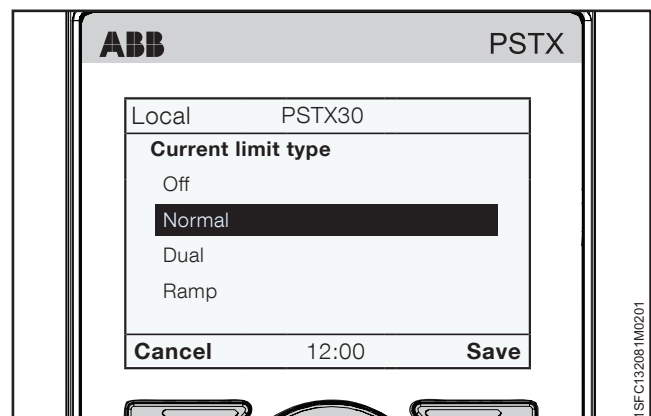 ABB PSTX
Local PSTX30
Current limit type
Off
Normal
Dual
Ramp
Cancel 12:00 Save
1SFC132081M0201